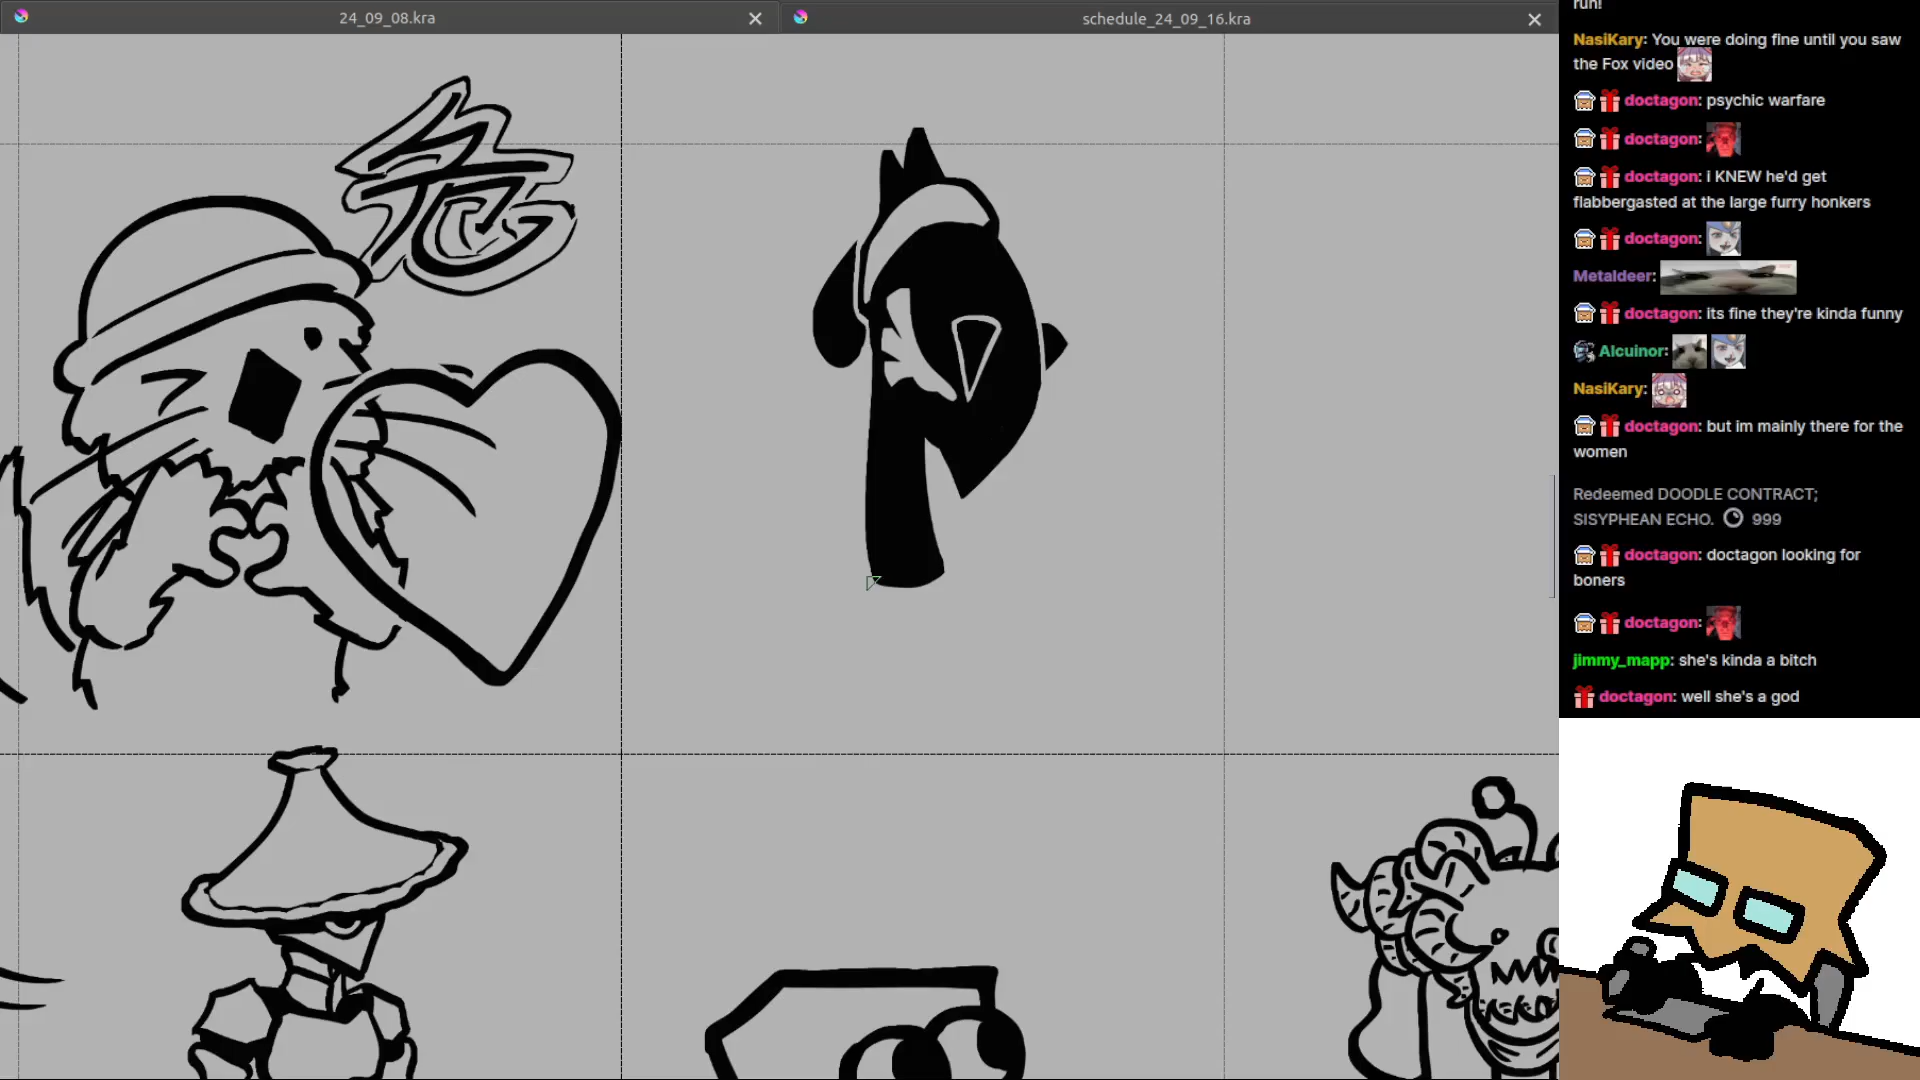 24_09_08.kra
schedule_24_09_16.kra
run!
NasiKary: You were doing fine until you saw
the Fox video
doctagon: psychic warfare
doctagon:
doctagon: i KNEW he'd get
flabbergasted at the large furry honkers
doctagon:
Metaldeer:
doctagon: its fine they're kinda funny
Alcuinor:
NasiKary:
doctagon: but im mainly there for the
women
Redeemed DOODLE CONTRACT;
SISYPHEAN ECHO. 999
doctagon: doctagon looking for
boners
doctagon:
jimmy_mapp: she's kinda a bitch
doctagon: well she's a god